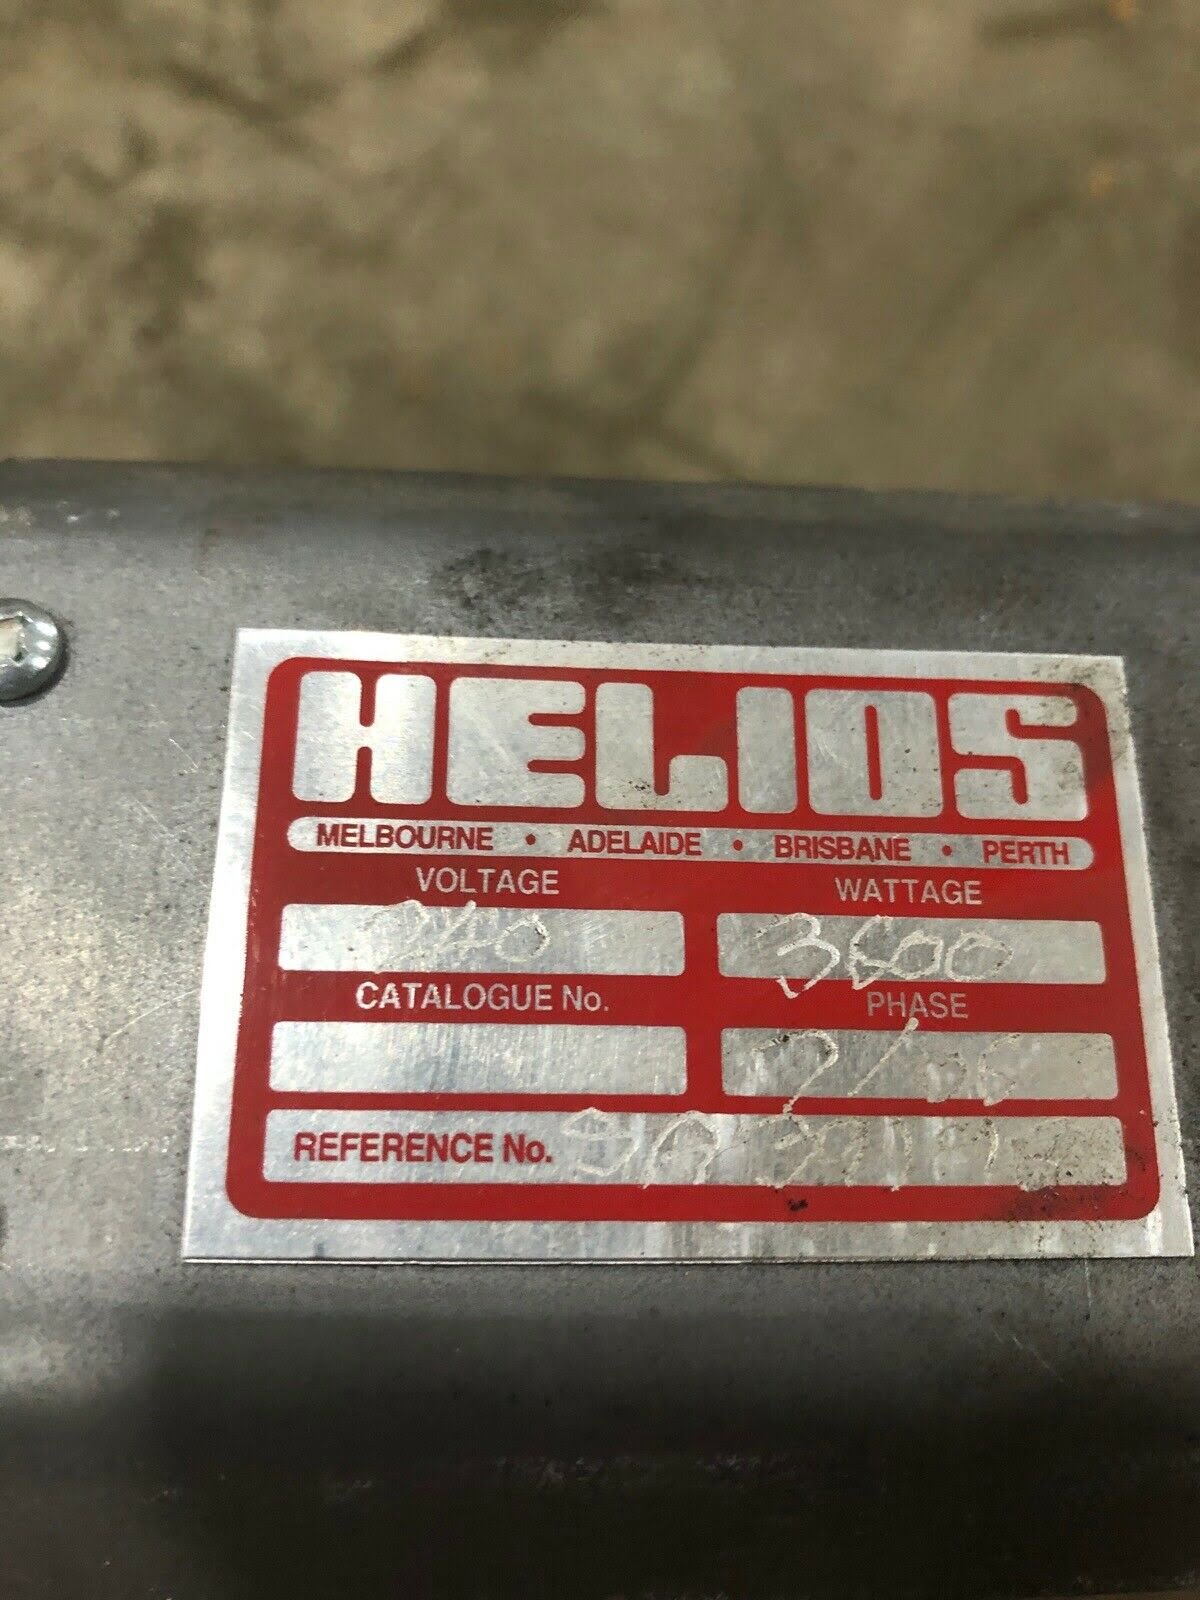 HELIOS
MELBOURNE • ADELAIDE • BRISBANE • PERTH
VOLTAGE WATTAGE
240 3600
CATALOGUE No. PHASE
REFERENCE No.